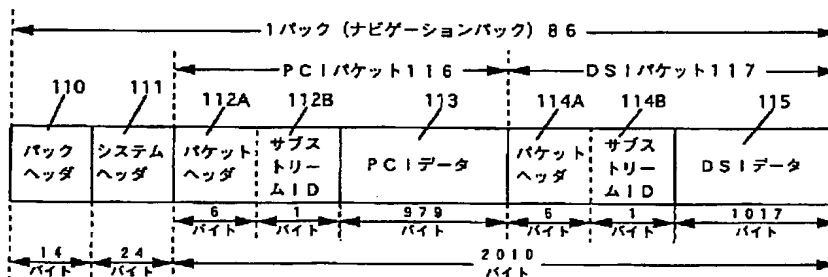 1パック (ナビゲーションパック) 86
PCIパケット116
DSIパケット117
110
111
112A
112B
113
114A
114B
115
パック
ヘッダ
システム
ヘッダ
パケット
ヘッダ
サブス
トリー
ムID
PCIデータ
パケット
ヘッダ
サブス
トリー
ムID
DSIデータ
6
バイト
1
バイト
979
バイト
6
バイト
1
バイト
1017
バイト
14
バイト
24
バイト
2010
バイト